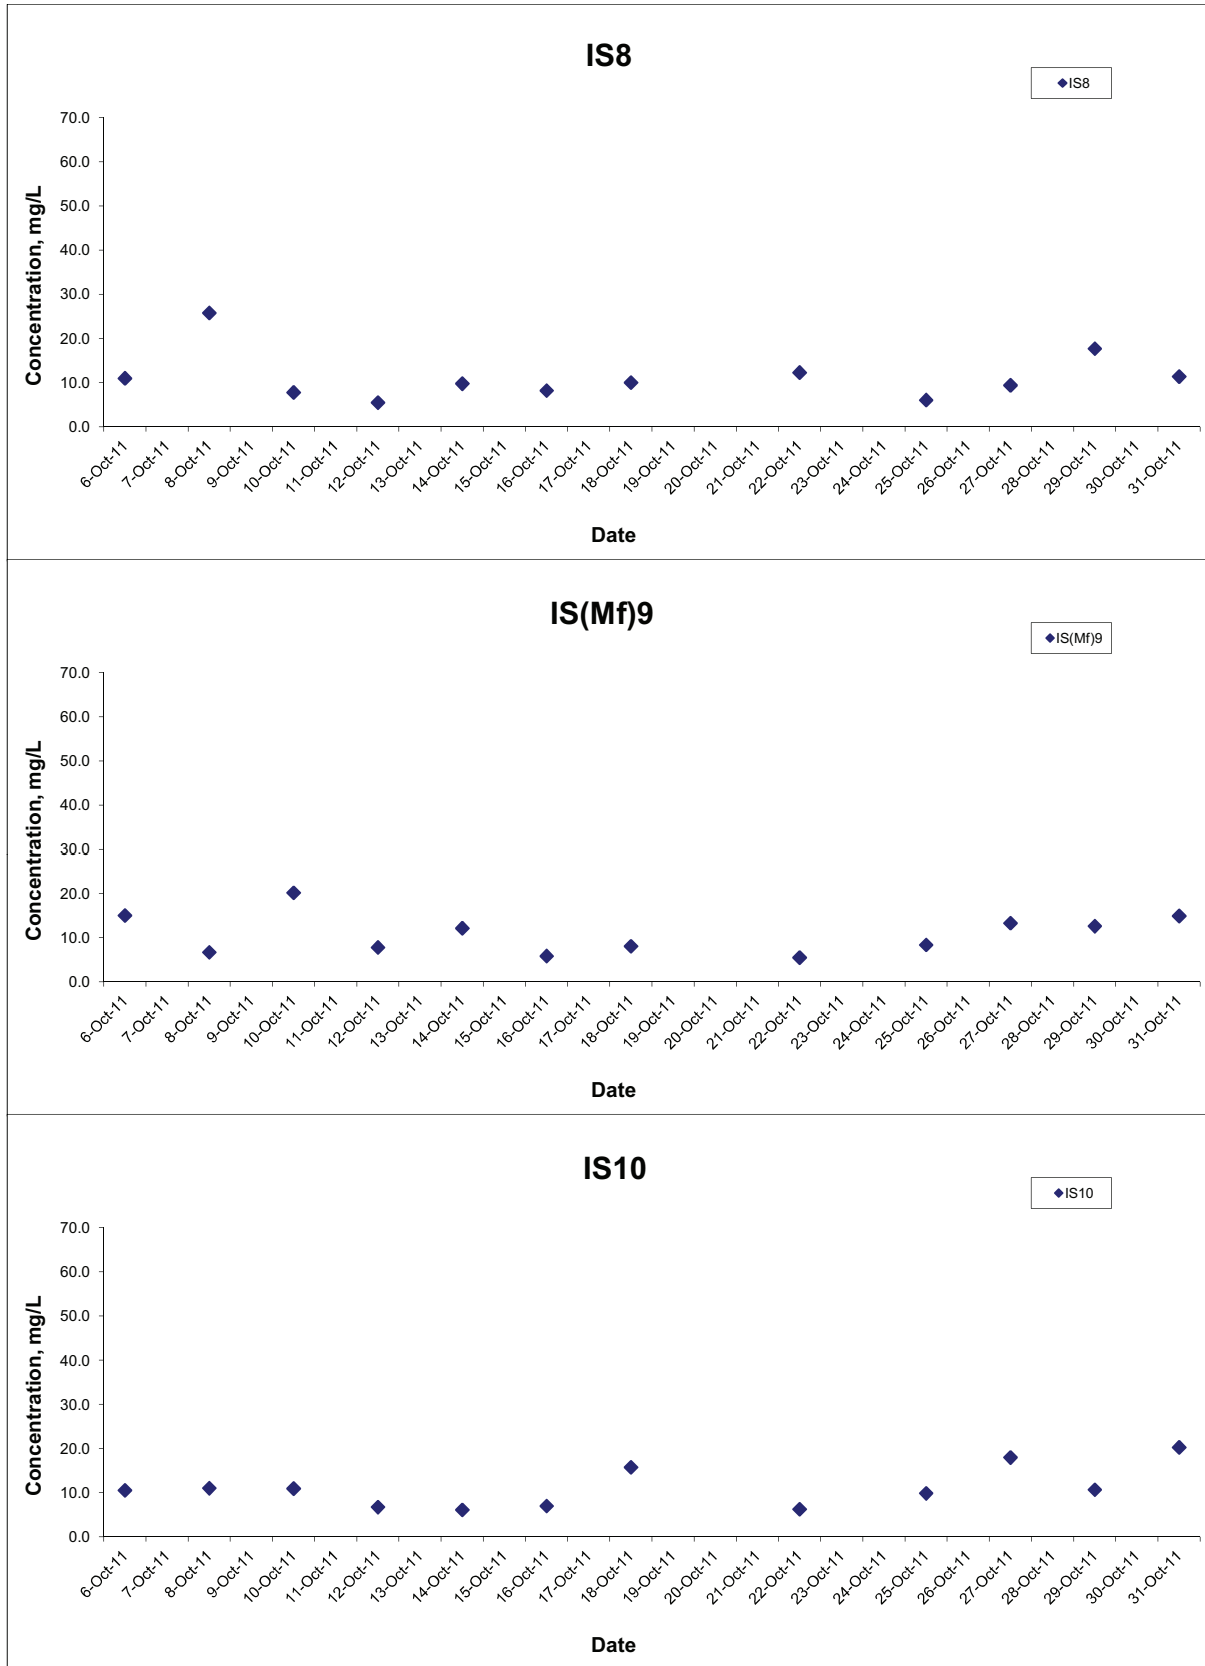 IS8
IS8
Concentration, mg/L
70.0
60.0
50.0
40.0
30.0
20.0
10.0
0.0
6-Oct-11
7-Oct-11
8-Oct-11
9-Oct-11
10-Oct-11
11-Oct-11
12-Oct-11
13-Oct-11
14-Oct-11
15-Oct-11
16-Oct-11
17-Oct-11
18-Oct-11
19-Oct-11
20-Oct-11
21-Oct-11
22-Oct-11
23-Oct-11
24-Oct-11
25-Oct-11
26-Oct-11
27-Oct-11
28-Oct-11
29-Oct-11
30-Oct-11
31-Oct-11
Date
IS(Mf)9
IS(Mf)9
Concentration, mg/L
70.0
60.0
50.0
40.0
30.0
20.0
10.0
0.0
6-Oct-11
7-Oct-11
8-Oct-11
9-Oct-11
10-Oct-11
11-Oct-11
12-Oct-11
13-Oct-11
14-Oct-11
15-Oct-11
16-Oct-11
17-Oct-11
18-Oct-11
19-Oct-11
20-Oct-11
21-Oct-11
22-Oct-11
23-Oct-11
24-Oct-11
25-Oct-11
26-Oct-11
27-Oct-11
28-Oct-11
29-Oct-11
30-Oct-11
31-Oct-11
Date
IS10
IS10
Concentration, mg/L
70.0
60.0
50.0
40.0
30.0
20.0
10.0
0.0
6-Oct-11
7-Oct-11
8-Oct-11
9-Oct-11
10-Oct-11
11-Oct-11
12-Oct-11
13-Oct-11
14-Oct-11
15-Oct-11
16-Oct-11
17-Oct-11
18-Oct-11
19-Oct-11
20-Oct-11
21-Oct-11
22-Oct-11
23-Oct-11
24-Oct-11
25-Oct-11
26-Oct-11
27-Oct-11
28-Oct-11
29-Oct-11
30-Oct-11
31-Oct-11
Date